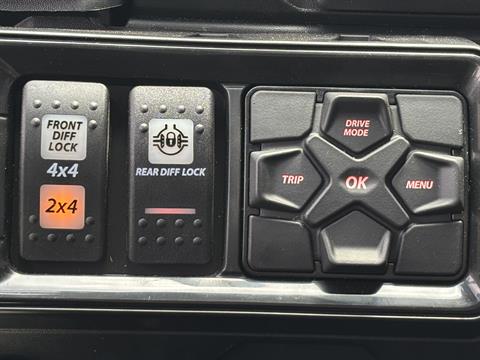 FRONT
DIFF
LOCK
4x4
2x4
REAR DIFF LOCK
DRIVE
MODE
TRIP
OK
MENU